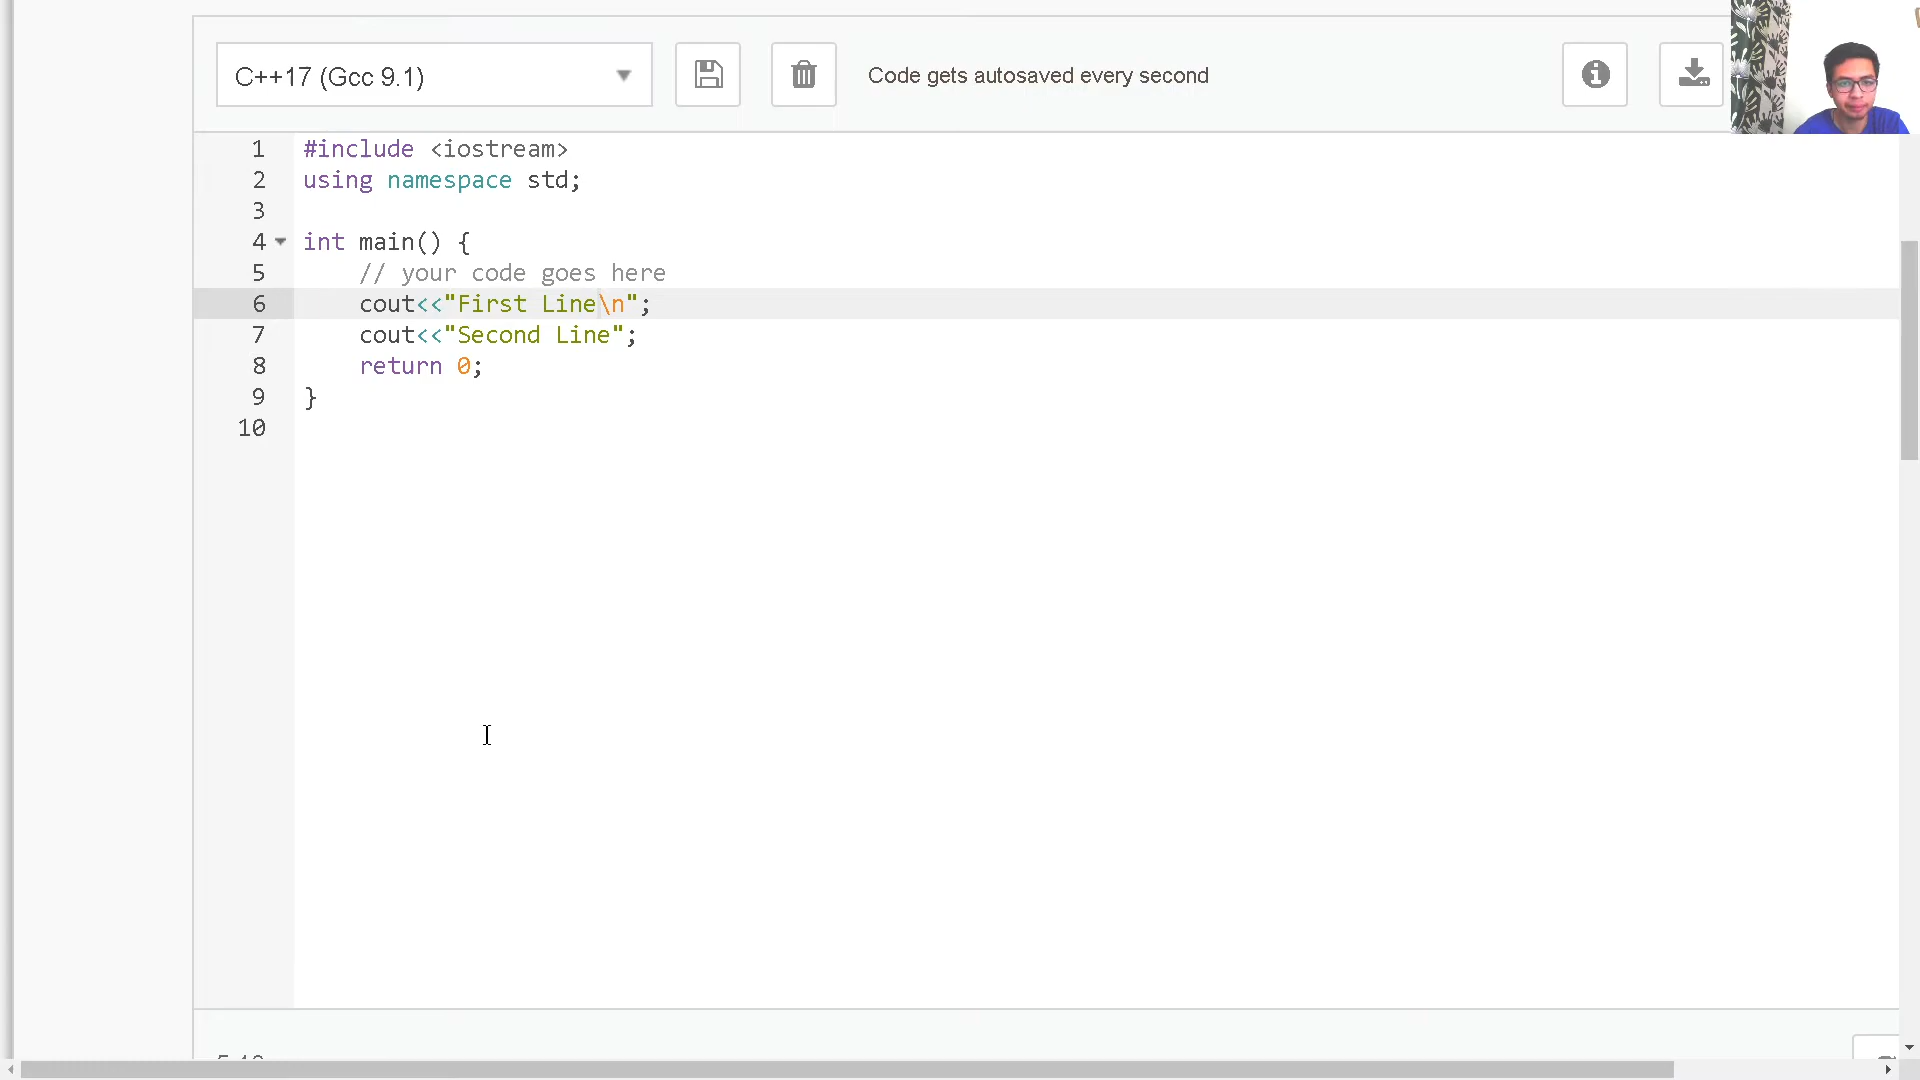 C++17 (Gcc 9.1)
Code gets autosaved every second
1 #include <iostream>
2 using namespace std;
3
4 int main() {
5 // your code goes here
6 cout<<"First Line\n";
7 cout<<"Second Line";
8 return 0;
9 }
10